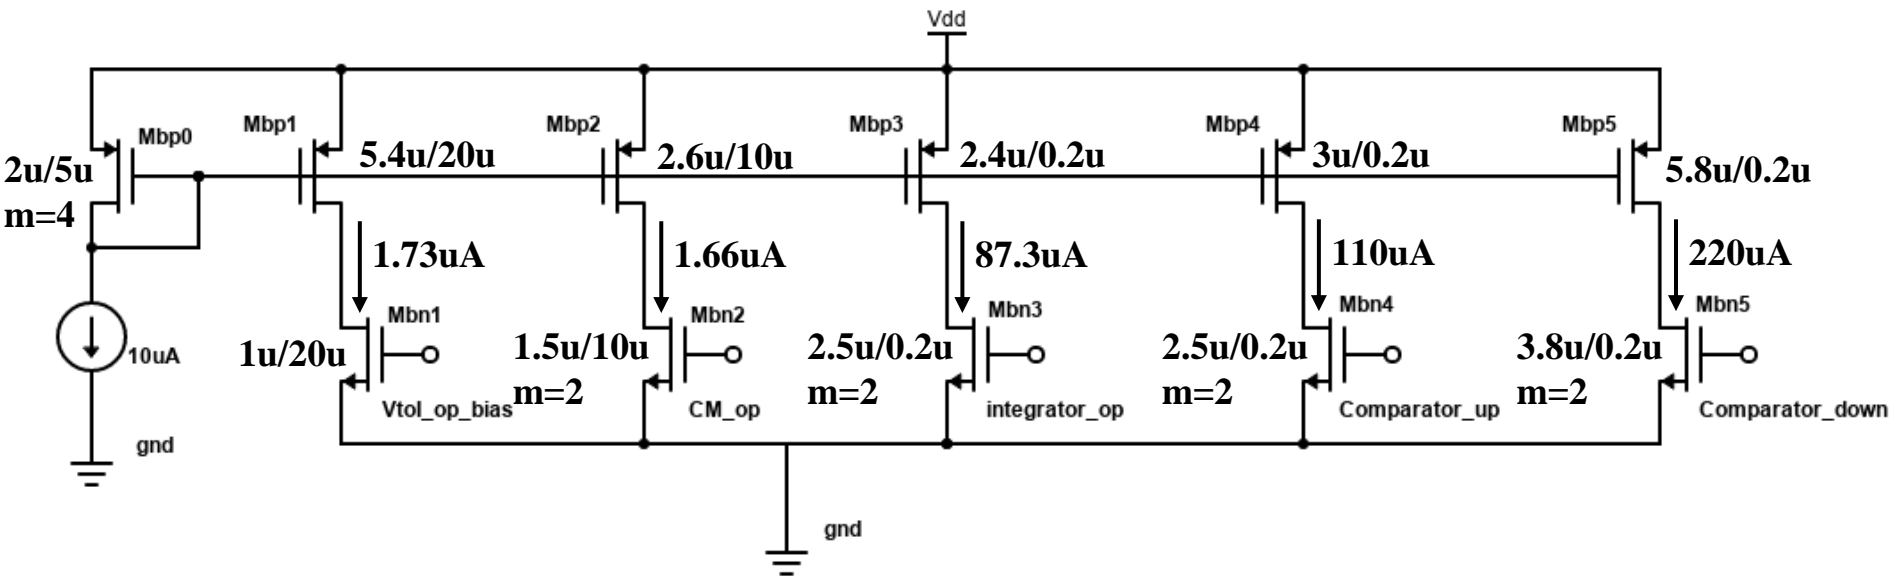 Vdd
Mbp0
Mbp1
Mbp2
Mbp3
Mbp4
Mbp5
2u/5u
m=4
5.4u/20u
2.6u/10u
2.4u/0.2u
3u/0.2u
5.8u/0.2u
1.73uA
1.66uA
87.3uA
110uA
220uA
10uA
Mbn1
Mbn2
Mbn3
Mbn4
Mbn5
1u/20u
1.5u/10u
m=2
2.5u/0.2u
m=2
2.5u/0.2u
m=2
3.8u/0.2u
m=2
Vtol_op_bias
CM_op
integrator_op
Comparator_up
Comparator_down
gnd
gnd